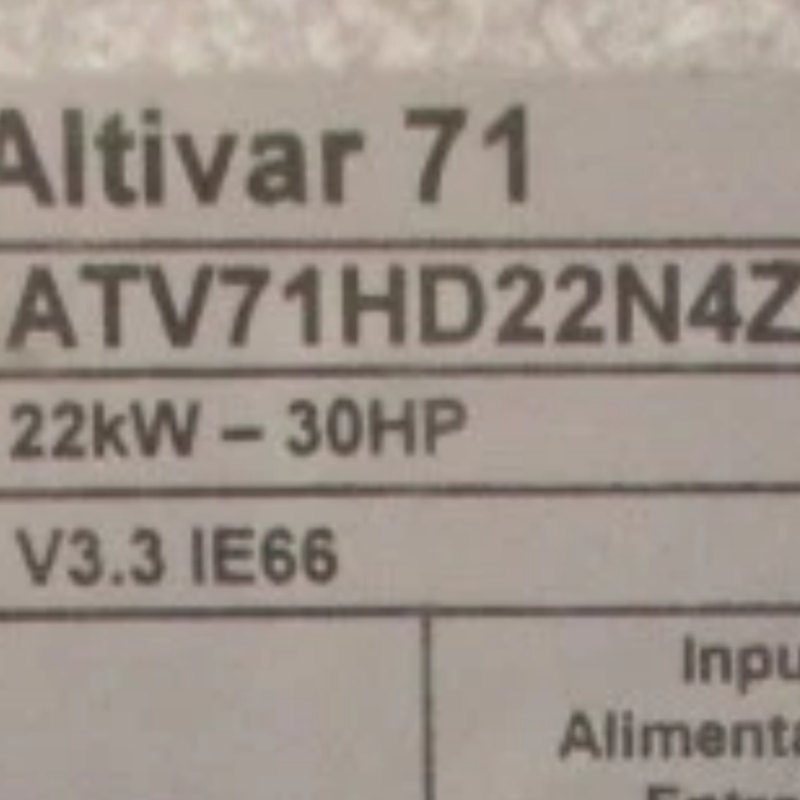 Altivar 71
ATV71HD22N4Z
22kW – 30HP
V3.3 IE66
Inpu
Alimenta